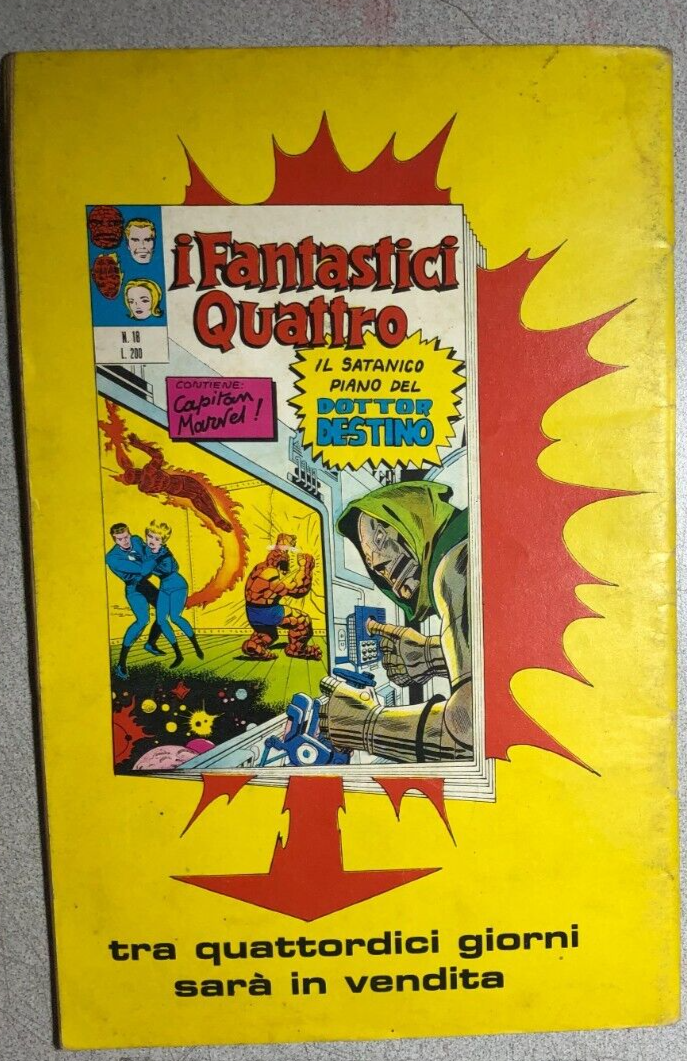 i Fantastici
Quattro
N. 18
L. 200
CONTIENE:
Capitan
Marvel!
IL SATANICO
PIANO DEL
DOTTOR
DESTINO
tra quattordici giorni
sarà in vendita